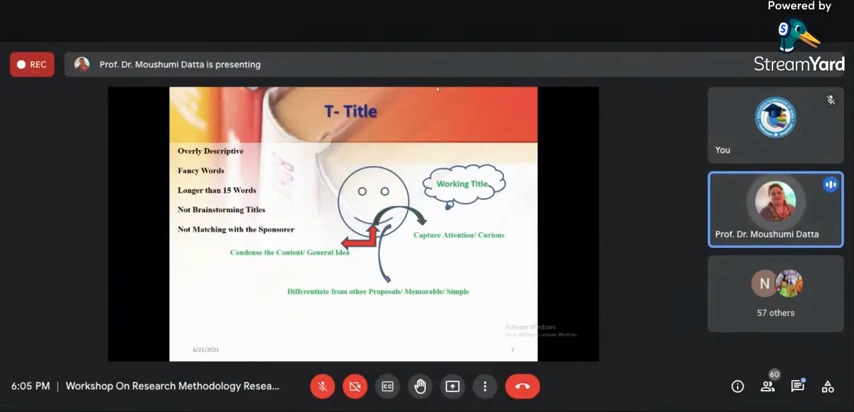 Powered by
StreamYard
REC
Prof. Dr. Moushumi Datta is presenting
T- Title
Overly Descriptive
Fancy Words
Longer than 15 Words
Not Brainstorming Titles
Not Matching with the Sponsorer
Working Title
Capture Attention/ Curious
Condense the Content/ General Idea
Differentiate from other Proposals/ Memorable/ Simple
Activate Windows
6/21/2021
7
You
Prof. Dr. Moushumi Datta
N
57 others
6:05 PM | Workshop On Research Methodology Resea...
60